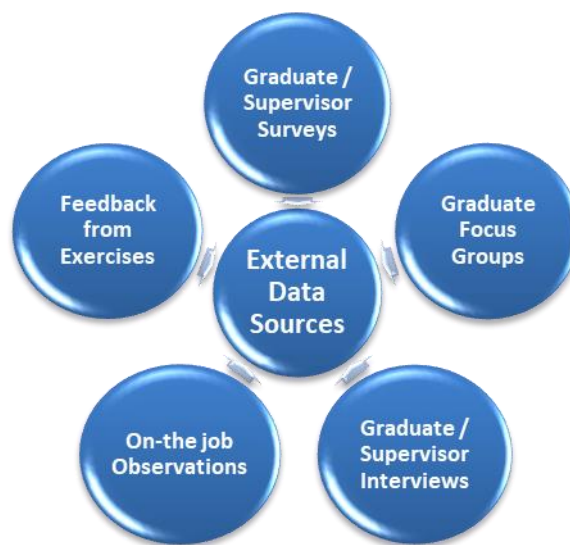 Graduate /
Supervisor
Surveys
Feedback
from
Exercises
Graduate
Focus
Groups
External
Data
Sources
On-the job
Observations
Graduate /
Supervisor
Interviews